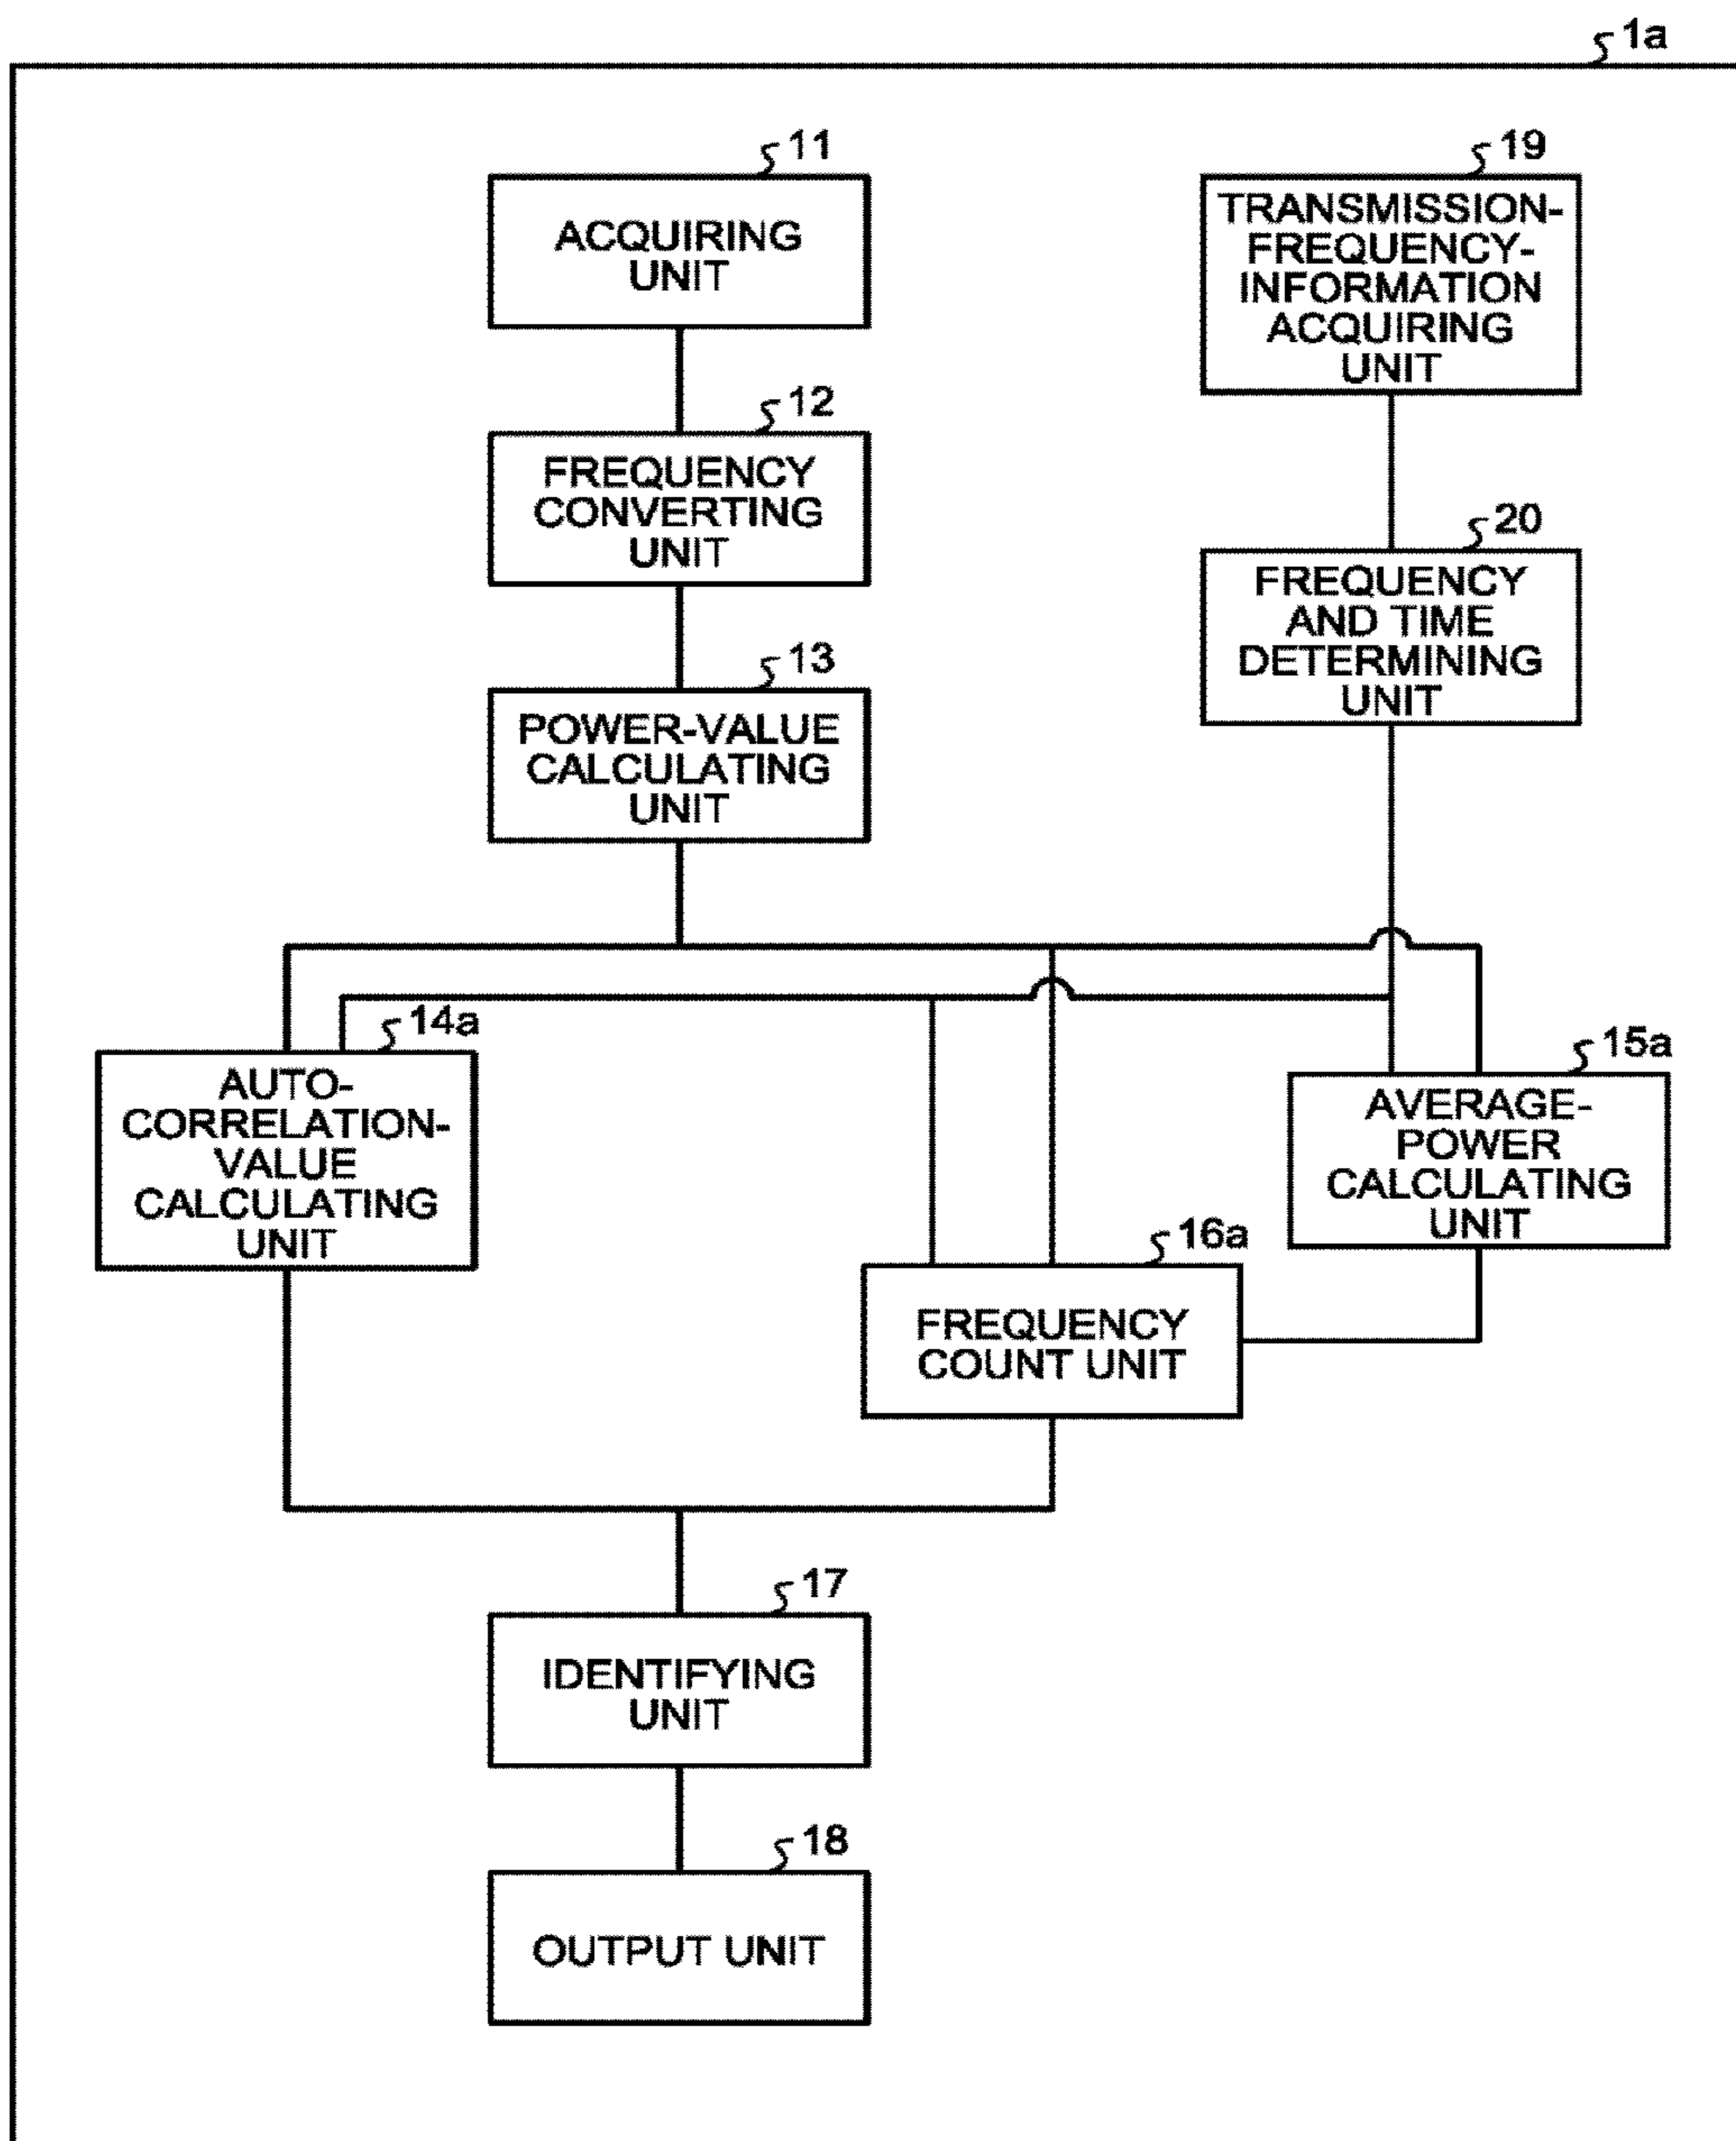 1a
11
ACQUIRING
UNIT
19
TRANSMISSION-
FREQUENCY-
INFORMATION
ACQUIRING
UNIT
12
FREQUENCY
CONVERTING
UNIT
20
FREQUENCY
AND TIME
DETERMINING
UNIT
13
POWER-VALUE
CALCULATING
UNIT
14a
AUTO-
CORRELATION-
VALUE
CALCULATING
UNIT
15a
AVERAGE-
POWER
CALCULATING
UNIT
16a
FREQUENCY
COUNT UNIT
17
IDENTIFYING
UNIT
18
OUTPUT UNIT